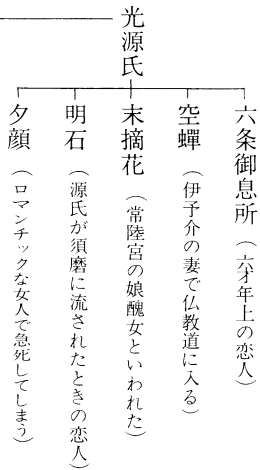 光源氏
六条御息所（六才年上の恋人）
空蟬（伊予介の妻で仏教道に入る）
末摘花（常陸宮の娘醜女といわれた）
明石（源氏が須磨に流されたときの恋人）
夕顔（ロマンチックな女人で急死してしまう）